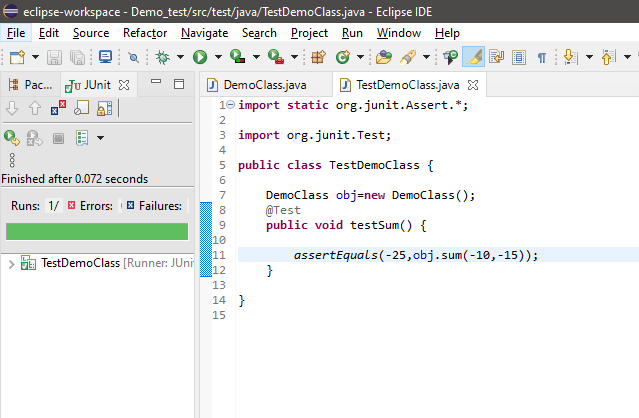 eclipse-workspace - Demo_test/src/test/java/TestDemoClass.java - Eclipse IDE
File Edit Source Refactor Navigate Search Project Run Window Help
Pac... JUnit
DemoClass.java TestDemoClass.java
Finished after 0.072 seconds
Runs: 1/ Errors: Failures:
TestDemoClass [Runner: JUni
1 import static org.junit.Assert.*;
2
3 import org.junit.Test;
4
5 public class TestDemoClass {
6
7 DemoClass obj=new DemoClass();
8 @Test
9 public void testSum() {
10
11 assertEquals(-25,obj.sum(-10,-15));
12 }
13
14 }
15